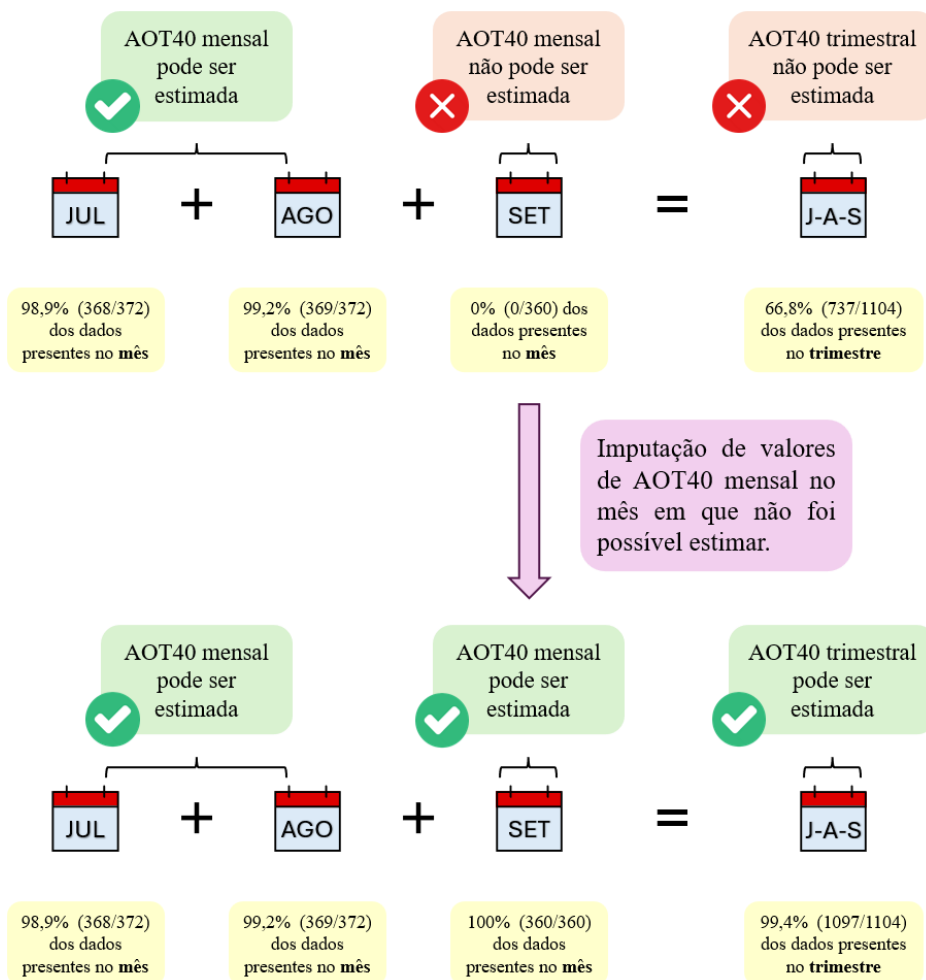 AOT40 mensal
pode ser
estimada
AOT40 mensal
não pode ser
estimada
AOT40 trimestral
não pode ser
estimada
JUL
+
AGO
+
SET
=
J-A-S
98,9% (368/372)
dos dados
presentes no mês
99,2% (369/372)
dos dados
presentes no mês
0% (0/360) dos
dados presentes
no mês
66,8% (737/1104)
dos dados presentes
no trimestre
Imputação de valores
de AOT40 mensal no
mês em que não foi
possível estimar.
AOT40 mensal
pode ser
estimada
AOT40 mensal
pode ser
estimada
AOT40 trimestral
pode ser
estimada
JUL
+
AGO
+
SET
=
J-A-S
98,9% (368/372)
dos dados
presentes no mês
99,2% (369/372)
dos dados
presentes no mês
100% (360/360)
dos dados
presentes no mês
99,4% (1097/1104)
dos dados presentes
no trimestre